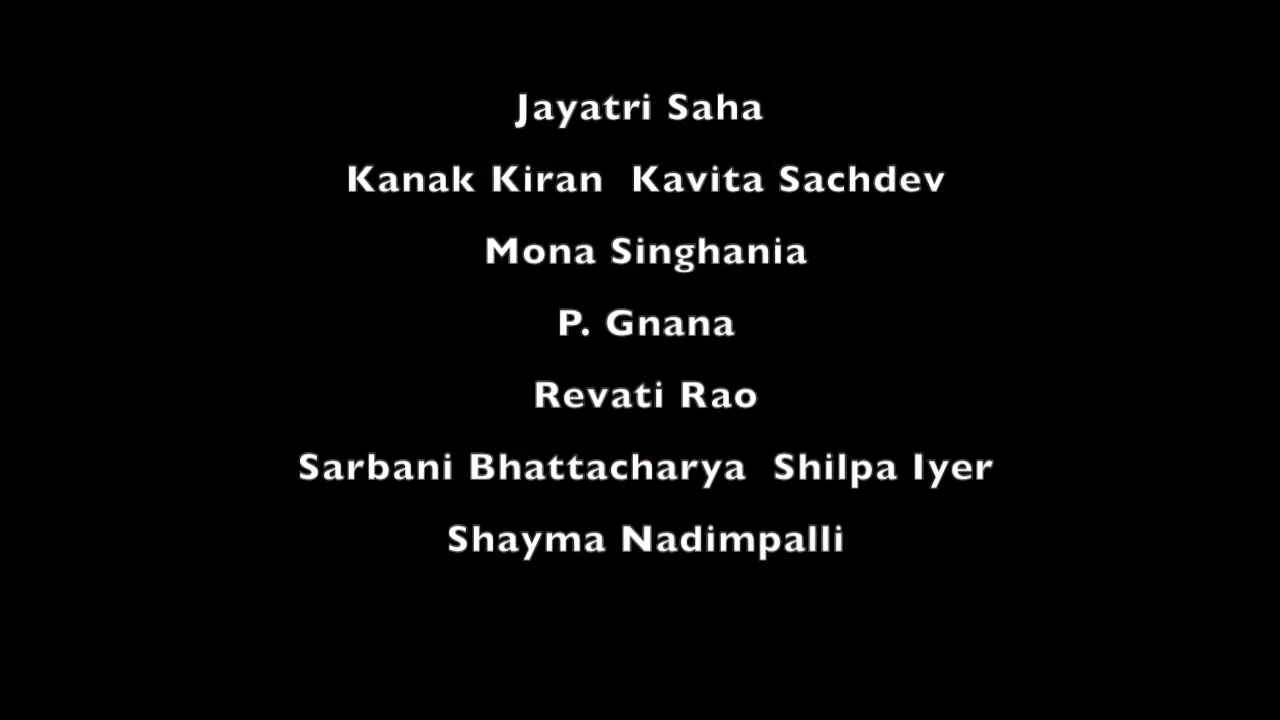 Jayatri Saha
Kanak Kiran  Kavita Sachdev
Mona Singhania
P. Gnana
Revati Rao
Sarbani Bhattacharya  Shilpa Iyer
Shayma Nadimpalli